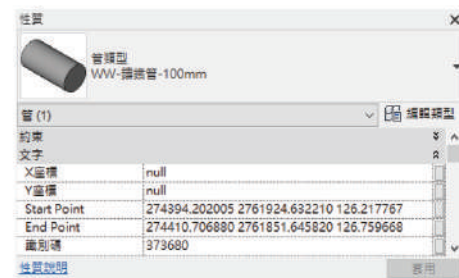 性質
管類型
WW-鑄鐵管-100mm
管 (1)
編輯類型
約束
文字
X座標 null
Y座標 null
Start Point 274394.202005 2761924.632210 126.217767
End Point 274410.706880 2761851.645820 126.759668
識別碼 373680
性質說明
套用